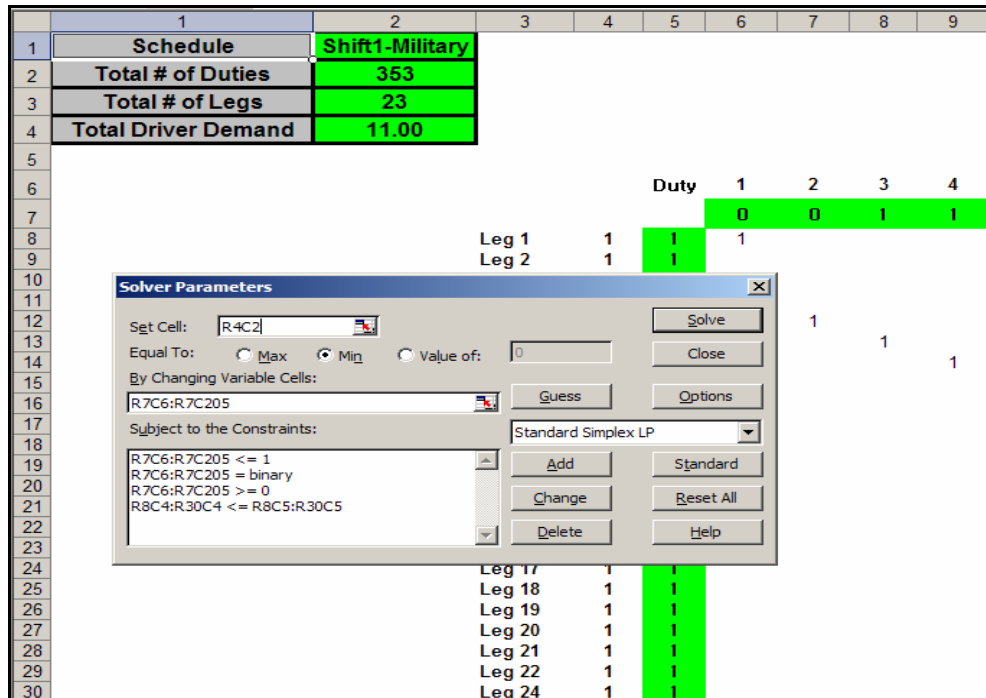 1 2 3 4 5 6 7 8 9
1 Schedule Shift1-Military
2 Total # of Duties 353
3 Total # of Legs 23
4 Total Driver Demand 11.00
5
6 Duty 1 2 3 4
7 0 0 1 1
8 Leg 1 1 1 1
9 Leg 2 1 1
10
11
12 1
13 1
14 1
15
16
17
18
19
20
21
22
23
Solver Parameters
Set Cell: R4C2
Solve
Equal To: Max Min Value of: 0
Close
By Changing Variable Cells:
R7C6:R7C205
Guess
Options
Subject to the Constraints:
Standard Simplex LP
R7C6:R7C205 <= 1
R7C6:R7C205 = binary
R7C6:R7C205 >= 0
R8C4:R30C4 <= R8C5:R30C5
Add
Standard
Change
Reset All
Delete
Help
24 Leg 17 1 1
25 Leg 18 1 1
26 Leg 19 1 1
27 Leg 20 1 1
28 Leg 21 1 1
29 Leg 22 1 1
30 Leg 24 1 1